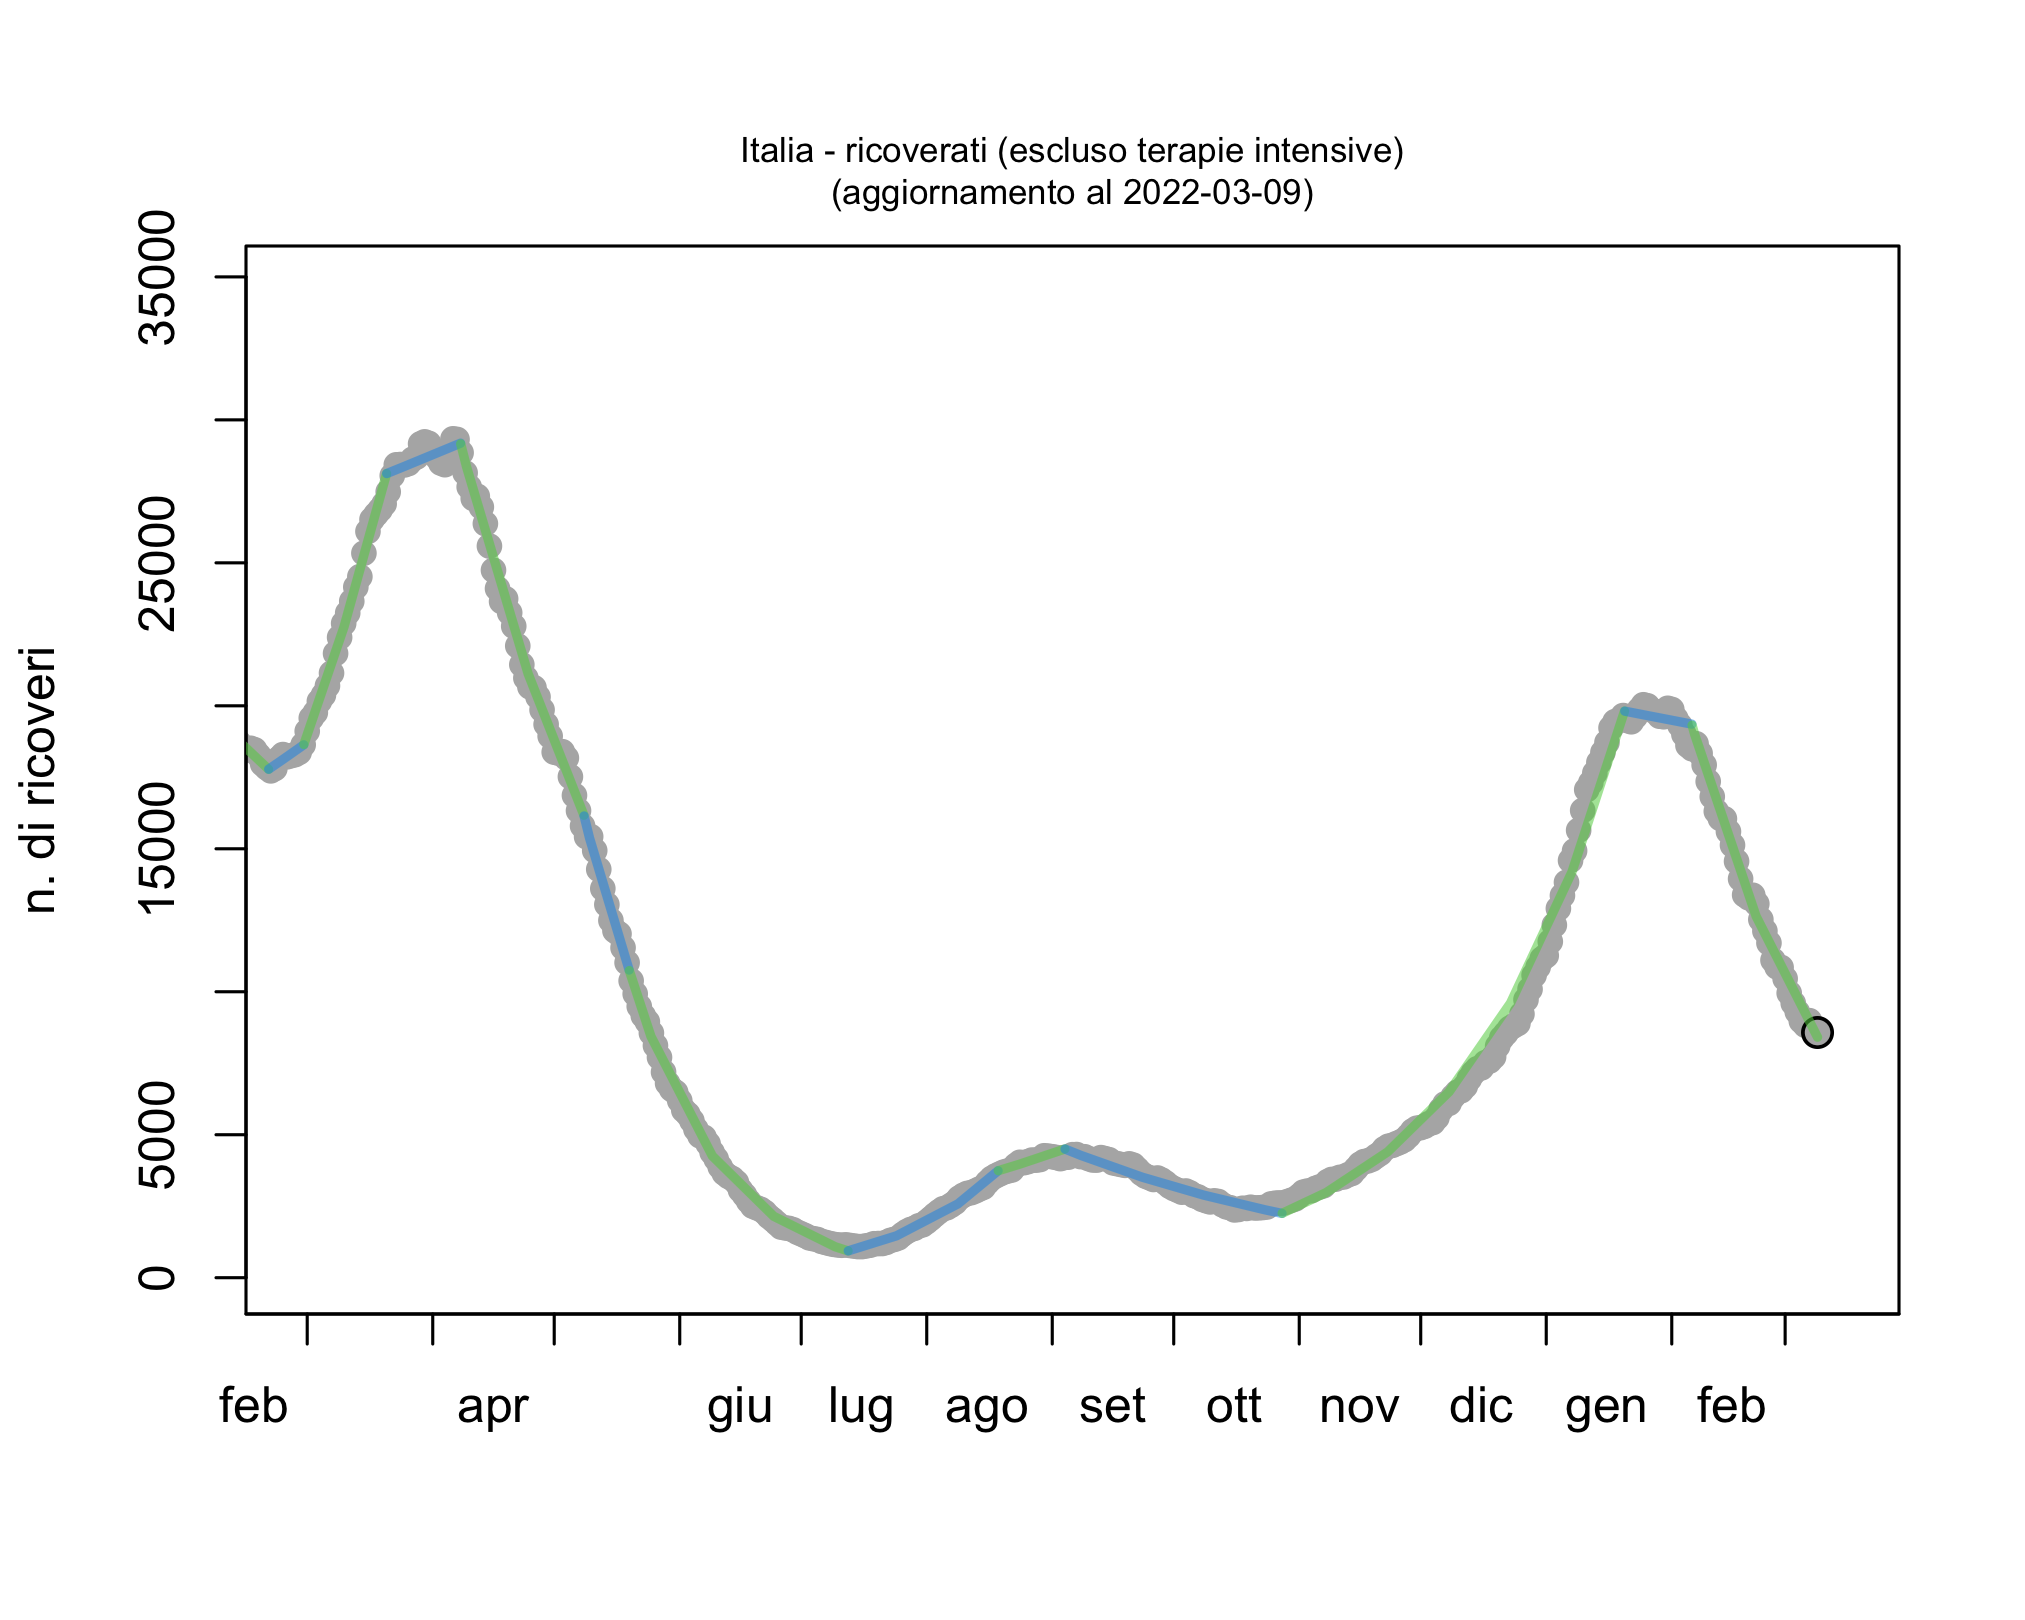 Italia - ricoverati (escluso terapie intensive)
(aggiornamento al 2022-03-09)
n. di ricoveri
35000
25000
15000
5000
0
feb apr giu lug ago set ott nov dic gen feb